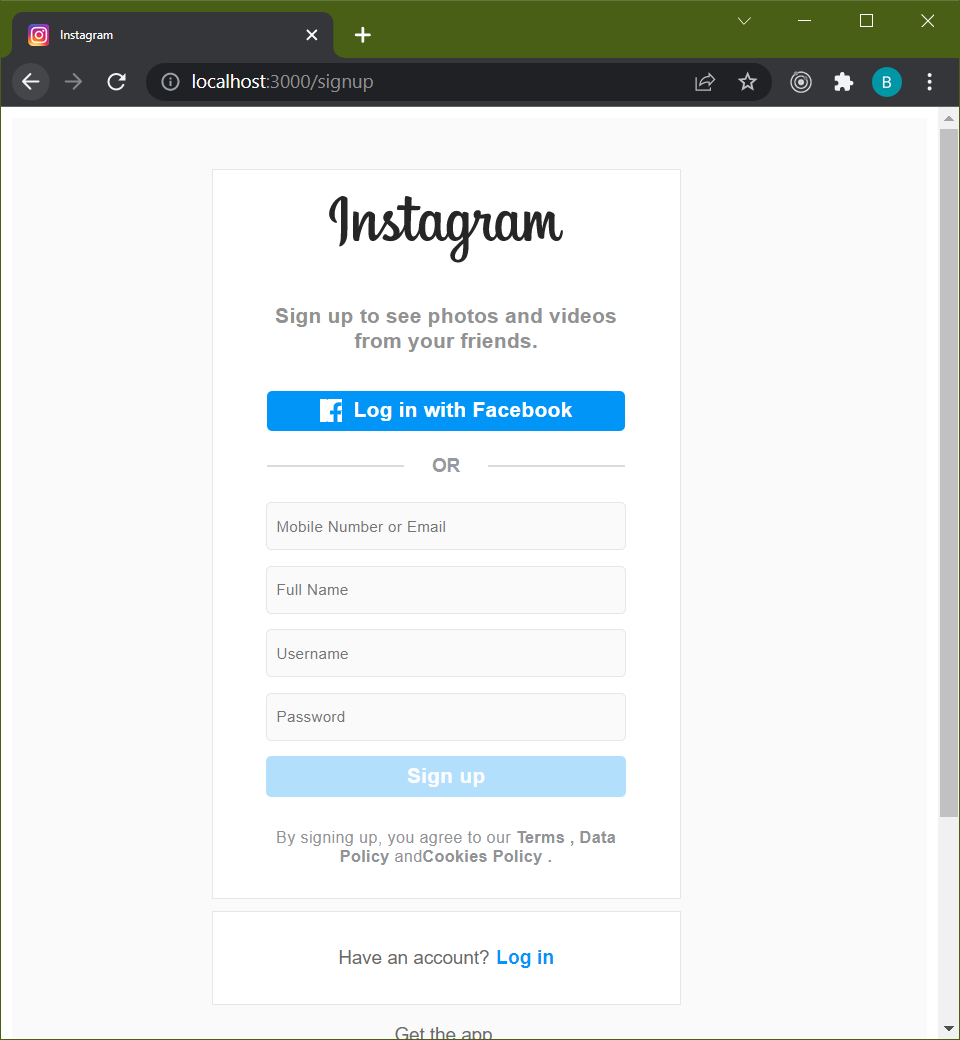 Instagram
localhost:3000/signup
B
Instagram
Sign up to see photos and videos
from your friends.
Log in with Facebook
OR
Mobile Number or Email
Full Name
Username
Password
Sign up
By signing up, you agree to our Terms , Data
Policy andCookies Policy .
Have an account? Log in
Get the app